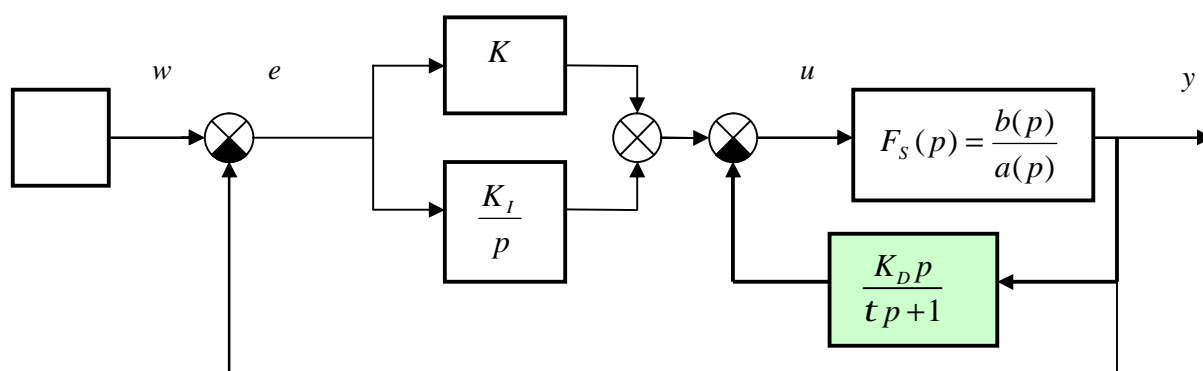 w
e
K
u
y
F_S(p) = b(p)/a(p)
K_I/p
K_D p/t p+1